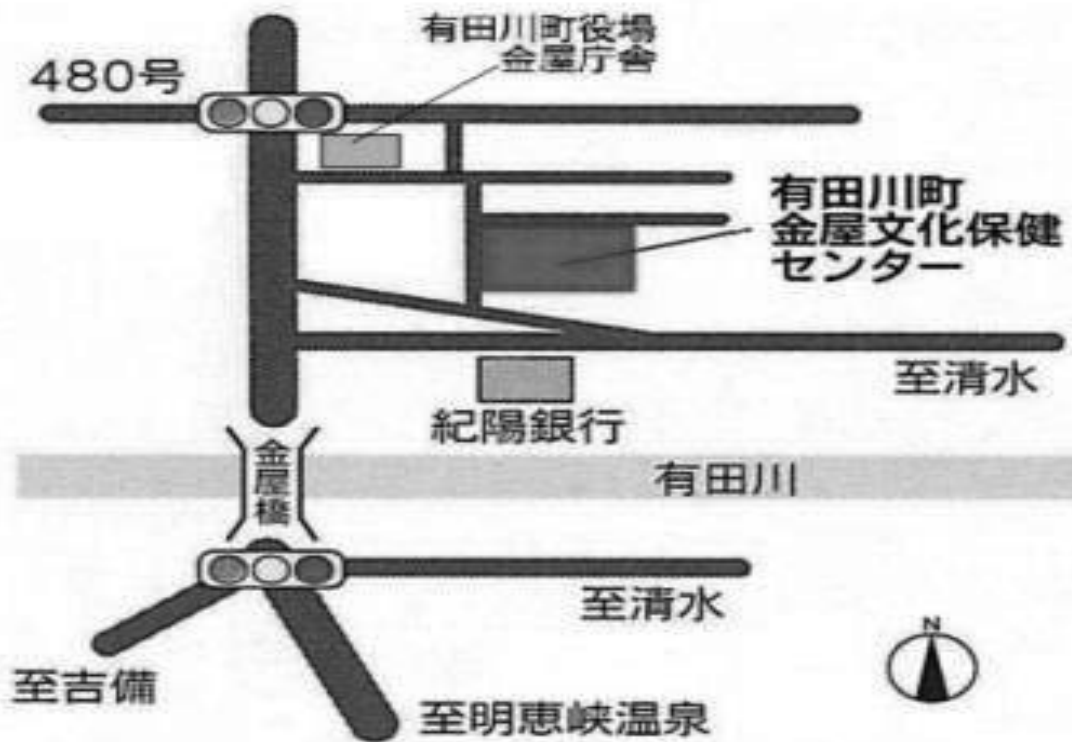 有田川町役場
金屋庁舎
480号
有田川町
金屋文化保健
センター
至清水
紀陽銀行
金屋橋
有田川
至清水
N
至吉備
至明恵峡温泉